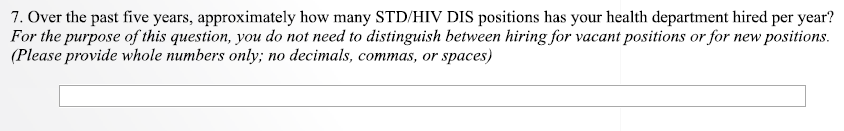 7. Over the past five years, approximately how many STD/HIV DIS positions has your health department hired per year?
For the purpose of this question, you do not need to distinguish between hiring for vacant positions or for new positions.
(Please provide whole numbers only; no decimals, commas, or spaces)